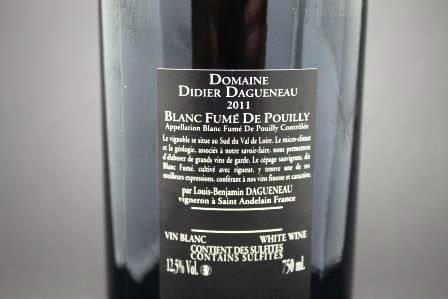 DOMAINE
DIDIER DAGUENEAU
2011
BLANC FUMÉ DE POUILLY
Appellation Blanc Fumé De Pouilly Contrôlée
Le vignoble se situe au Sud du Val de Loire. Le micro-climat
et la géologie, associés à notre savoir-faire, nous permettent
d'élaborer de grands vins de garde. Le cépage sauvignon, dit
Blanc Fumé, cultivé avec rigueur, y trouve une de ses
meilleures expressions, conférant à nos vins finesse et caractère.
par Louis-Benjamin DAGUENEAU
vigneron à Saint Andelain France
VIN BLANC WHITE WINE
CONTIENT DES SULFITES
CONTAINS SULFITES
12,5% Vol. 750 ml.